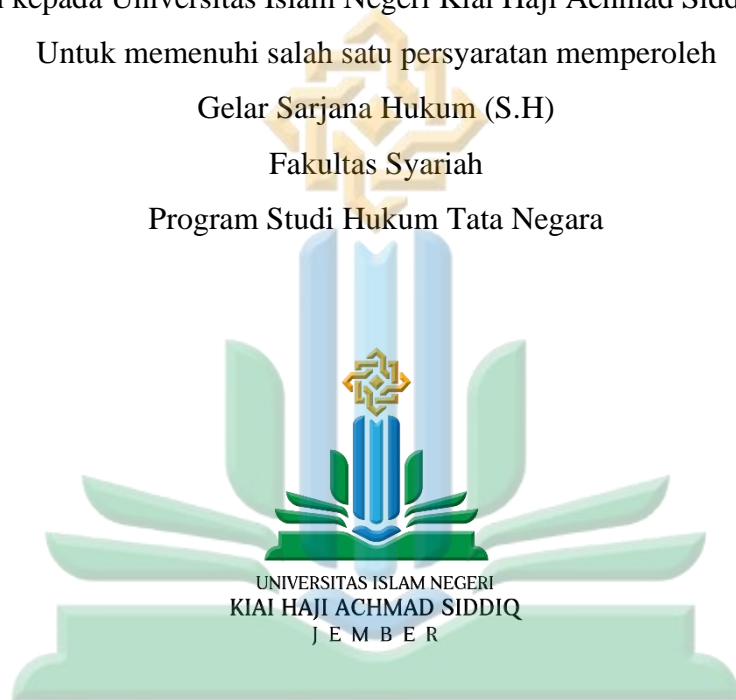 kepada Universitas Islam Negeri Kiai Haji Achmad
Untuk memenuhi salah satu persyaratan memperoleh
Gelar Sarjana Hukum (S.H)
Fakultas Syariah
Program Studi Hukum Tata Negara
UNIVERSITAS ISLAM NEGERI
KIAI HAJI ACHMAD SIDDIQ
JEMBER